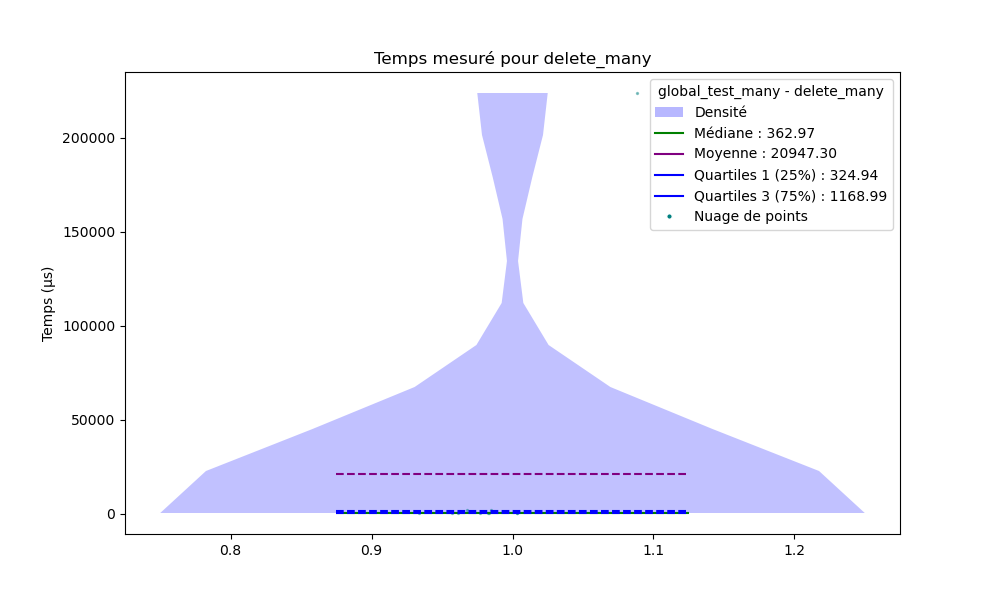 Temps mesuré pour delete_many
global_test_many - delete_many
Densité
Médiane : 362.97
Moyenne : 20947.30
Quartiles 1 (25%) : 324.94
Quartiles 3 (75%) : 1168.99
Nuage de points
Temps (µs)
200000
150000
100000
50000
0
0.8 0.9 1.0 1.1 1.2